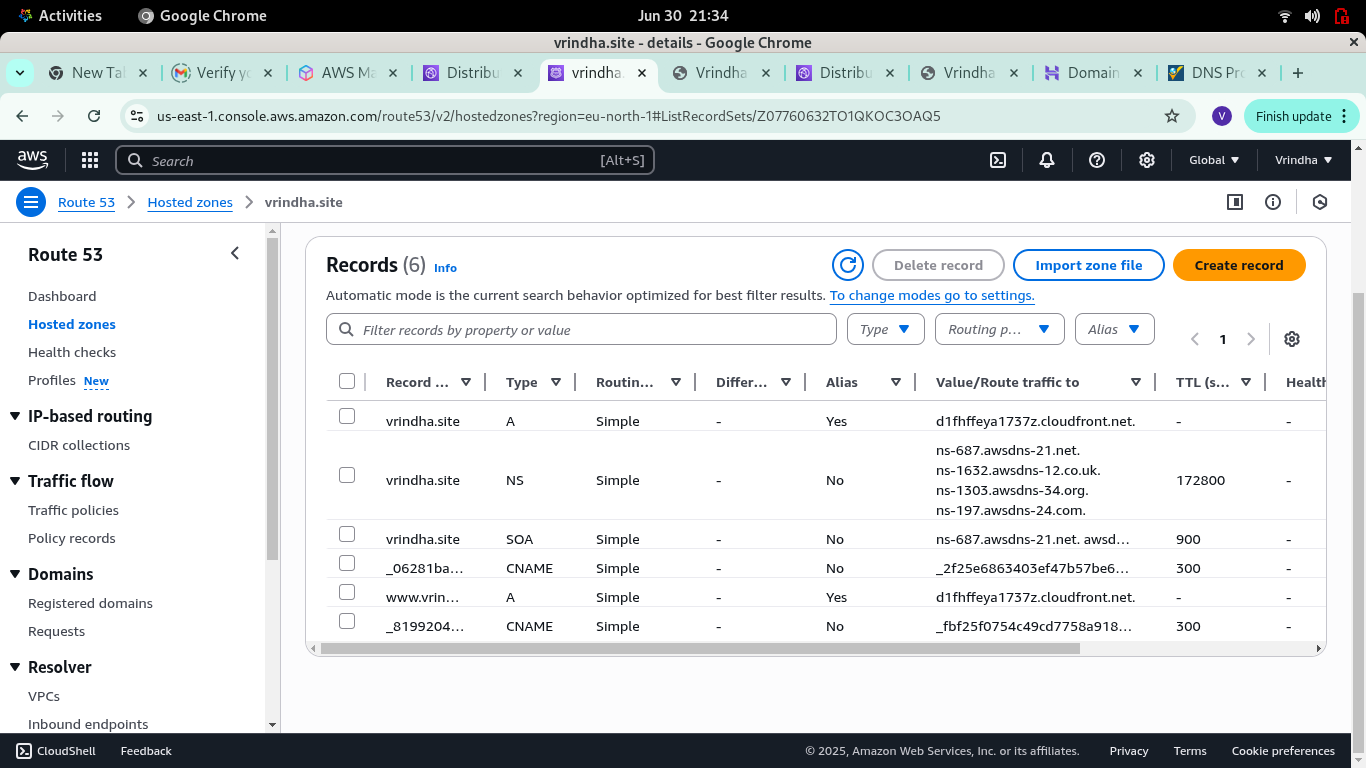 Activities
Google Chrome
Jun 30 21:34
vrindha.site - details - Google Chrome
New Tal
Verify yo
AWS Ma
Distribu
vrindha.
Vrindha
Distribu
Vrindha
Domain
DNS Pro
us-east-1.console.aws.amazon.com/route53/v2/hostedzones?region=eu-north-1#ListRecordSets/Z07760632TO1QKOC3OAQ5
V
Finish update
aws
Search [Alt+S]
Global
Vrindha
Route 53
Hosted zones
vrindha.site
Route 53
Dashboard
Hosted zones
Health checks
Profiles New
IP-based routing
CIDR collections
Traffic flow
Traffic policies
Policy records
Domains
Registered domains
Requests
Resolver
VPCs
Inbound endpoints
Records (6) Info
Delete record
Import zone file
Create record
Automatic mode is the current search behavior optimized for best filter results. To change modes go to settings.
Filter records by property or value
Type
Routing p...
Alias
1
Record ... Type Routin... Differ... Alias Value/Route traffic to TTL (s... Health
vrindha.site A Simple - Yes d1fhffeya1737z.cloudfront.net. - -
vrindha.site NS Simple - No ns-687.awsdns-21.net.
ns-1632.awsdns-12.co.uk.
ns-1303.awsdns-34.org.
ns-197.awsdns-24.com. 172800 -
vrindha.site SOA Simple - No ns-687.awsdns-21.net. awsd... 900 -
_06281ba... CNAME Simple - No _2f25e6863403ef47b57be6... 300 -
www.vrin... A Simple - Yes d1fhffeya1737z.cloudfront.net. - -
_8199204... CNAME Simple - No _fbf25f0754c49cd7758a918... 300 -
CloudShell
Feedback
© 2025, Amazon Web Services, Inc. or its affiliates.
Privacy
Terms
Cookie preferences